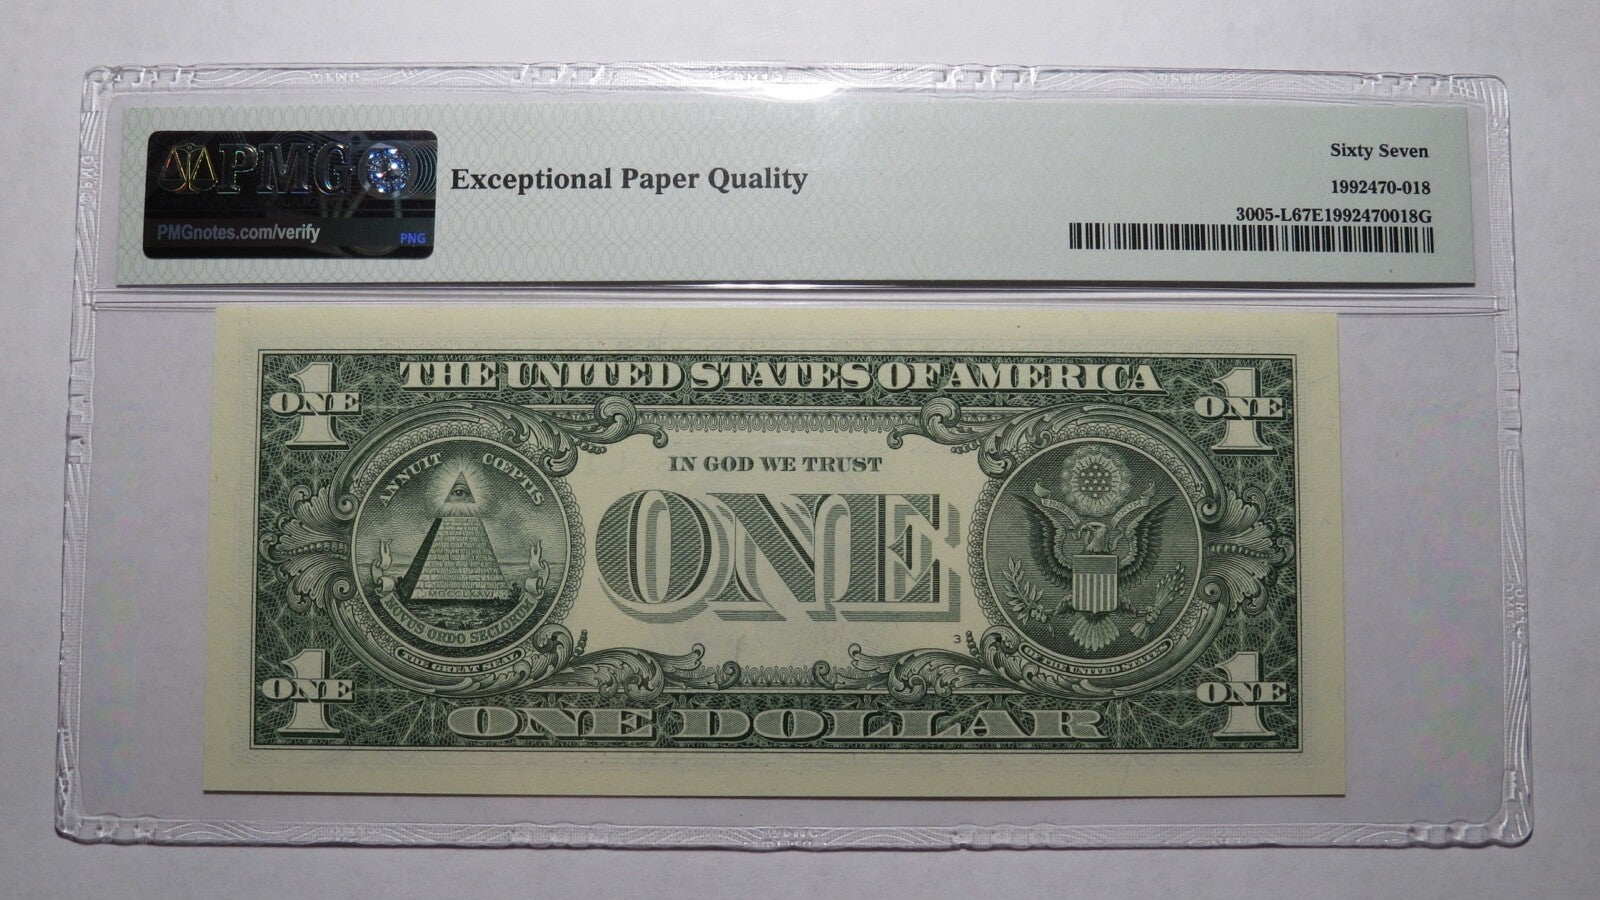 PMG
PMGnotes.com/verify
PNG
Exceptional Paper Quality
Sixty Seven
1992470-018
3005-L67E1992470018G
THE UNITED STATES OF AMERICA
1
ONE
1
ONE
ANNUIT CŒPTIS
IN GOD WE TRUST
ONE
MDCCLXXVI
NOVUS ORDO SECLORUM
THE GREAT SEAL
3
OF THE UNITED STATES
1
ONE
1
ONE
ONE DOLLAR